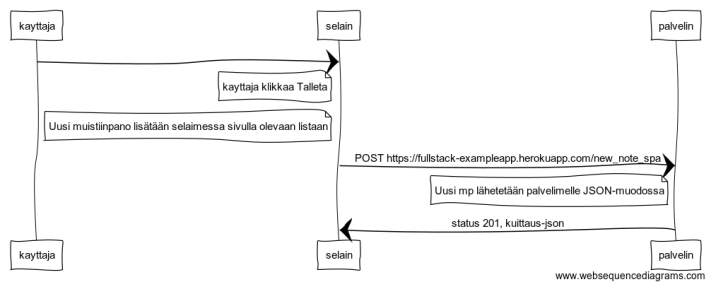 kayttaja
selain
palvelin
kayttaja klikkaa Talleta
Uusi muistiinpano lisätään selaimessa sivulla olevaan listaan
POST https://fullstack-exampleapp.herokuapp.com/new_note_spa
Uusi mp lähetetään palvelimelle JSON-muodossa
status 201, kuittaus-json
kayttaja
selain
palvelin
www.websequencediagrams.com